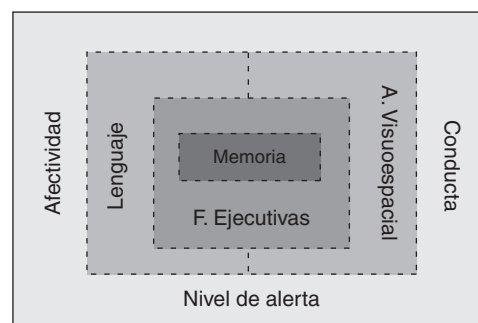 Afectividad
Lenguaje
Memoria
F. Ejecutivas
A. Visuoespacial
Conducta
Nivel de alerta